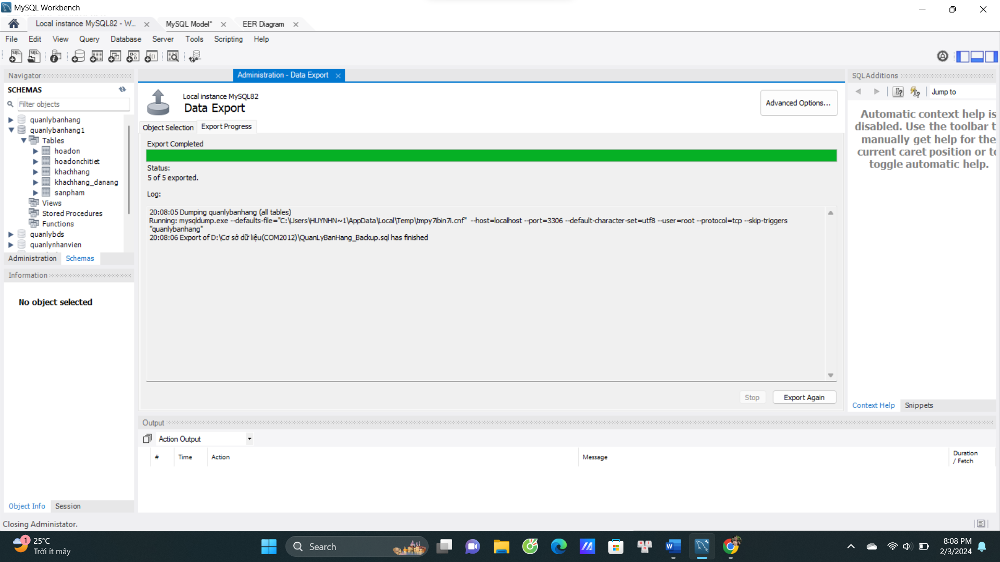 MySQL Workbench
Local instance MySQL82 - W...
MySQL Model*
EER Diagram
File Edit View Query Database Server Tools Scripting Help
Navigator
SCHEMAS
Filter objects
quanlybanhang
quanlybanhang1
Tables
hoadon
hoadonchitiet
khachhang
khachhang_danang
sanpham
Views
Stored Procedures
Functions
quanlybds
quanlynhanvien
Administration Schemas
Information
No object selected
Object Info Session
Closing Administator.
Administration - Data Export
Local instance MySQL82
Data Export
Advanced Options...
Object Selection Export Progress
Export Completed
Status:
5 of 5 exported.
Log:
20:08:05 Dumping quanlybanhang (all tables)
Running: mysqldump.exe --defaults-file="C:\Users\HUYNHN~1\AppData\Local\Temp\tmpy7ibin7i.cnf"  --host=localhost --port=3306 --default-character-set=utf8 --user=root --protocol=tcp --skip-triggers
"quanlybanhang"
20:08:06 Export of D:\Cơ sở dữ liệu(COM2012)\QuanLyBanHang_Backup.sql has finished
Stop Export Again
Output
Action Output
# Time Action Message Duration
/ Fetch
SQLAdditions
Jump to
Automatic context help is
disabled. Use the toolbar t
manually get help for the
current caret position or to
toggle automatic help.
Context Help Snippets
1
25°C
Trời ít mây
Search
8:08 PM
2/3/2024